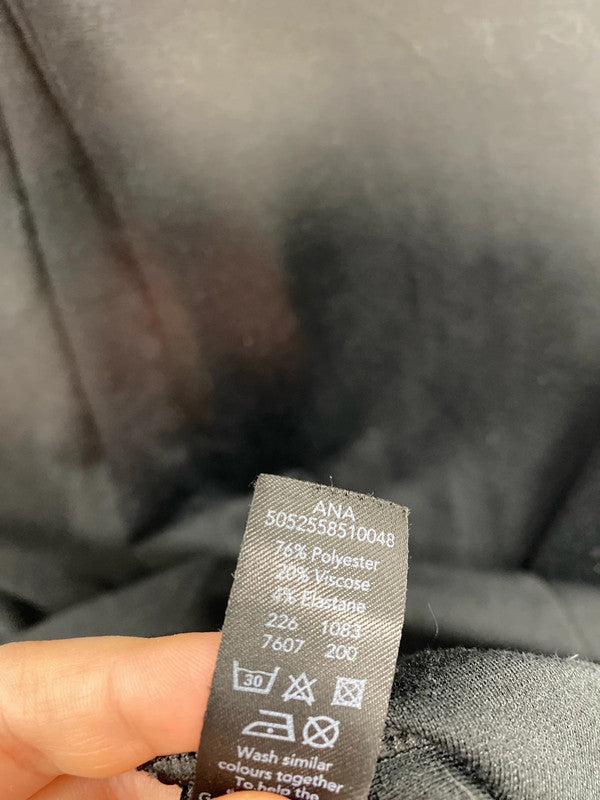 ANA
5052558510048
76% Polyester
20% Viscose
4% Elastane
226 1083
7607 200
30
Wash similar
colours together
To help the